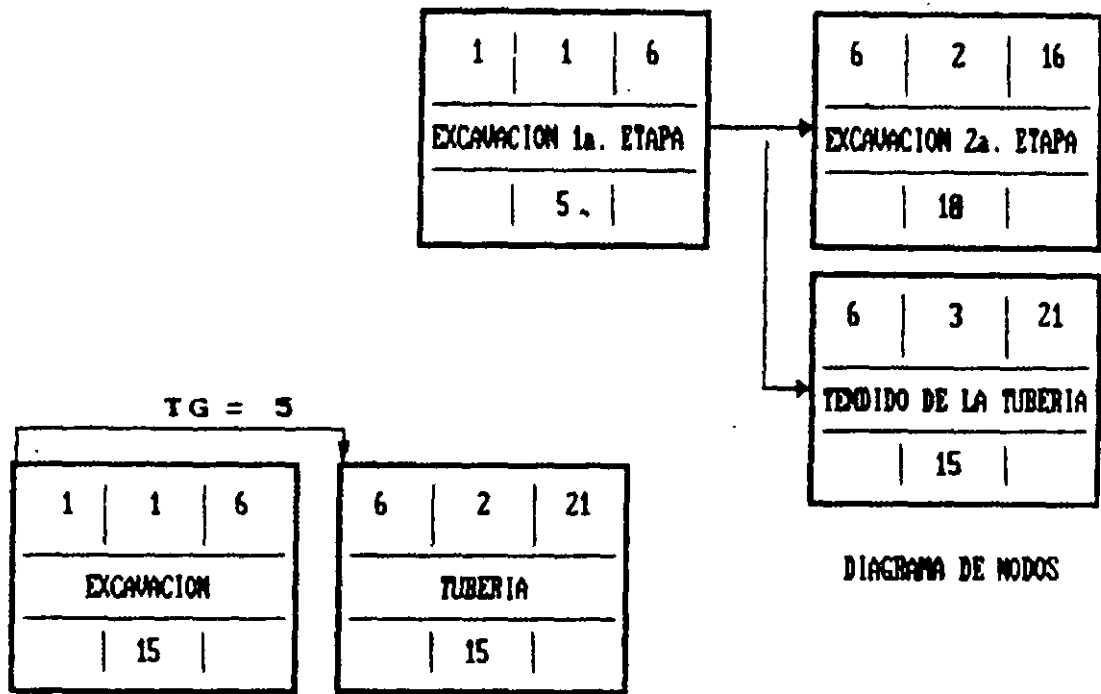 1 1 6
EXCAVACION 1a. ETAPA
5
6 2 16
EXCAVACION 2a. ETAPA
10
6 3 21
TENDIDO DE LA TUBERIA
15
DIAGRAMA DE NODOS
TG = 5
1 1 6
EXCAVACION
15
6 2 21
TUBERIA
15